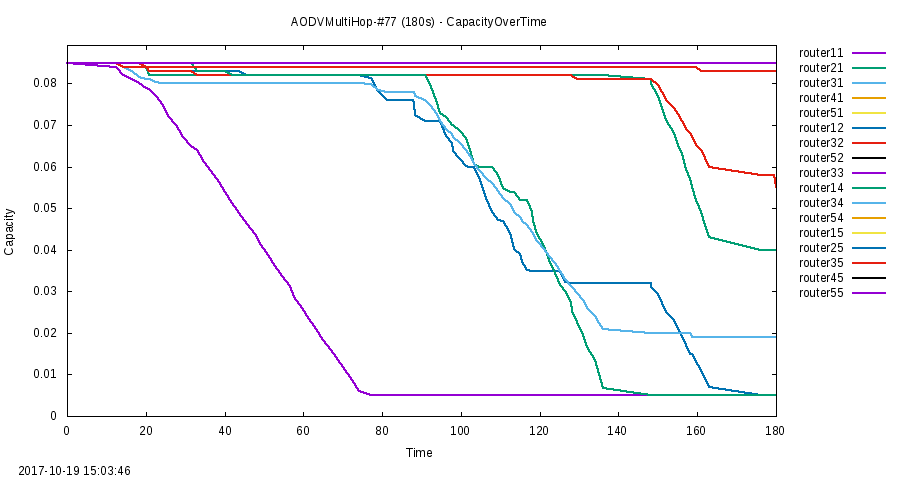 AODVMultiHop-#77 (180s) - CapacityOverTime
router11
router21
router31
router41
router51
router12
router32
router52
router33
router14
router34
router54
router15
router25
router35
router45
router55
0.08
0.07
0.06
0.05
0.04
0.03
0.02
0.01
0
Capacity
0 20 40 60 80 100 120 140 160 180
Time
2017-10-19 15:03:46